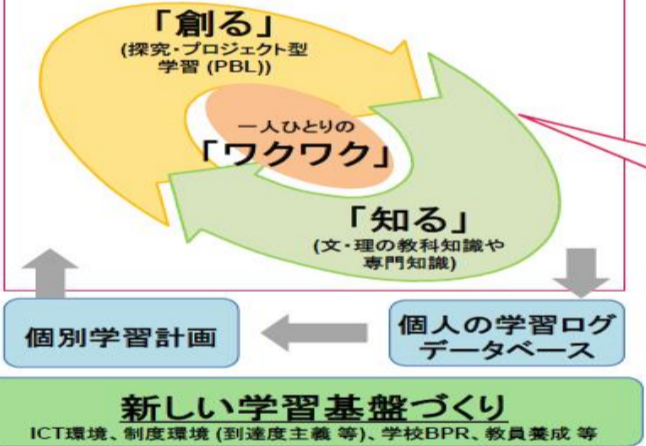 「創る」
(探究・プロジェクト型
学習 (PBL))
一人ひとりの
「ワクワク」
「知る」
(文・理の教科知識や
専門知識)
個別学習計画
個人の学習ログ
データベース
新しい学習基盤づくり
ICT環境、制度環境 (到達度主義 等)、学校BPR、教員養成 等